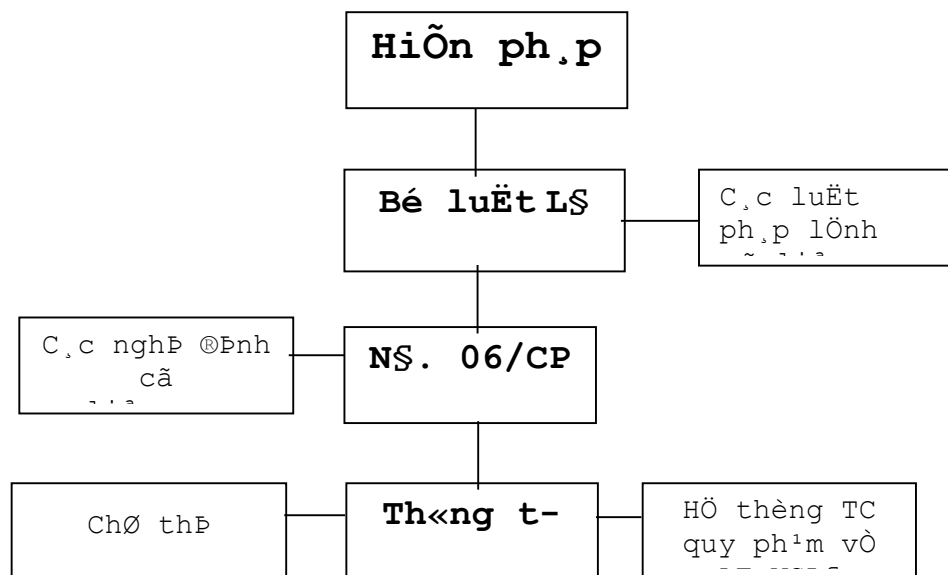 HiÕn ph¸p
Bé luËt L§
C¸c luËt
ph¸p lÖnh
C¸c nghÞ ®Þnh
cã
N§. 06/CP
ChØ thÞ
Th«ng t-
HÖ thèng TC
quy ph¹m vÒ